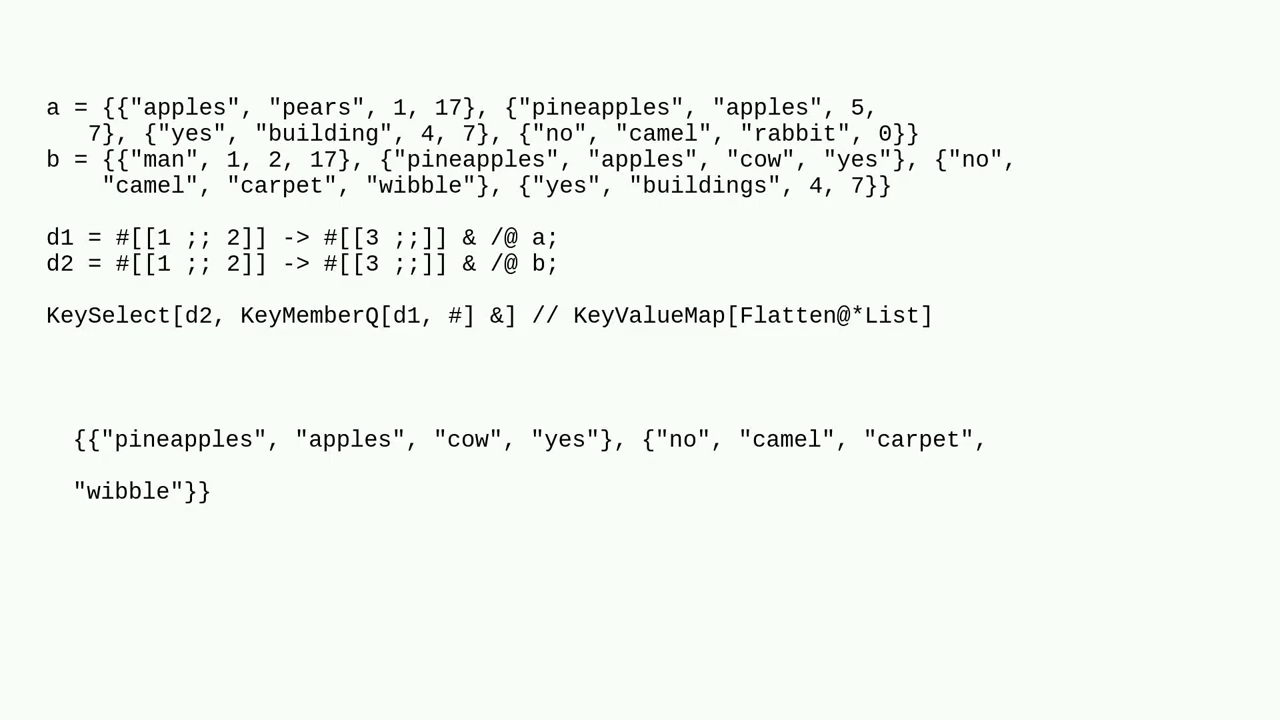 a = {{"apples", "pears", 1, 17}, {"pineapples", "apples", 5,
7}, {"yes", "building", 4, 7}, {"no", "camel", "rabbit", 0}}
b = {{"man", 1, 2, 17}, {"pineapples", "apples", "cow", "yes"}, {"no",
"camel", "carpet", "wibble"}, {"yes", "buildings", 4, 7}}
d1 = #[[1 ;; 2]] -> #[[3 ;;]] & /@ a;
d2 = #[[1 ;; 2]] -> #[[3 ;;]] & /@ b;
KeySelect[d2, KeyMemberQ[d1, #] &] // KeyValueMap[Flatten@*List]
{{"pineapples", "apples", "cow", "yes"}, {"no", "camel", "carpet",
"wibble"}}